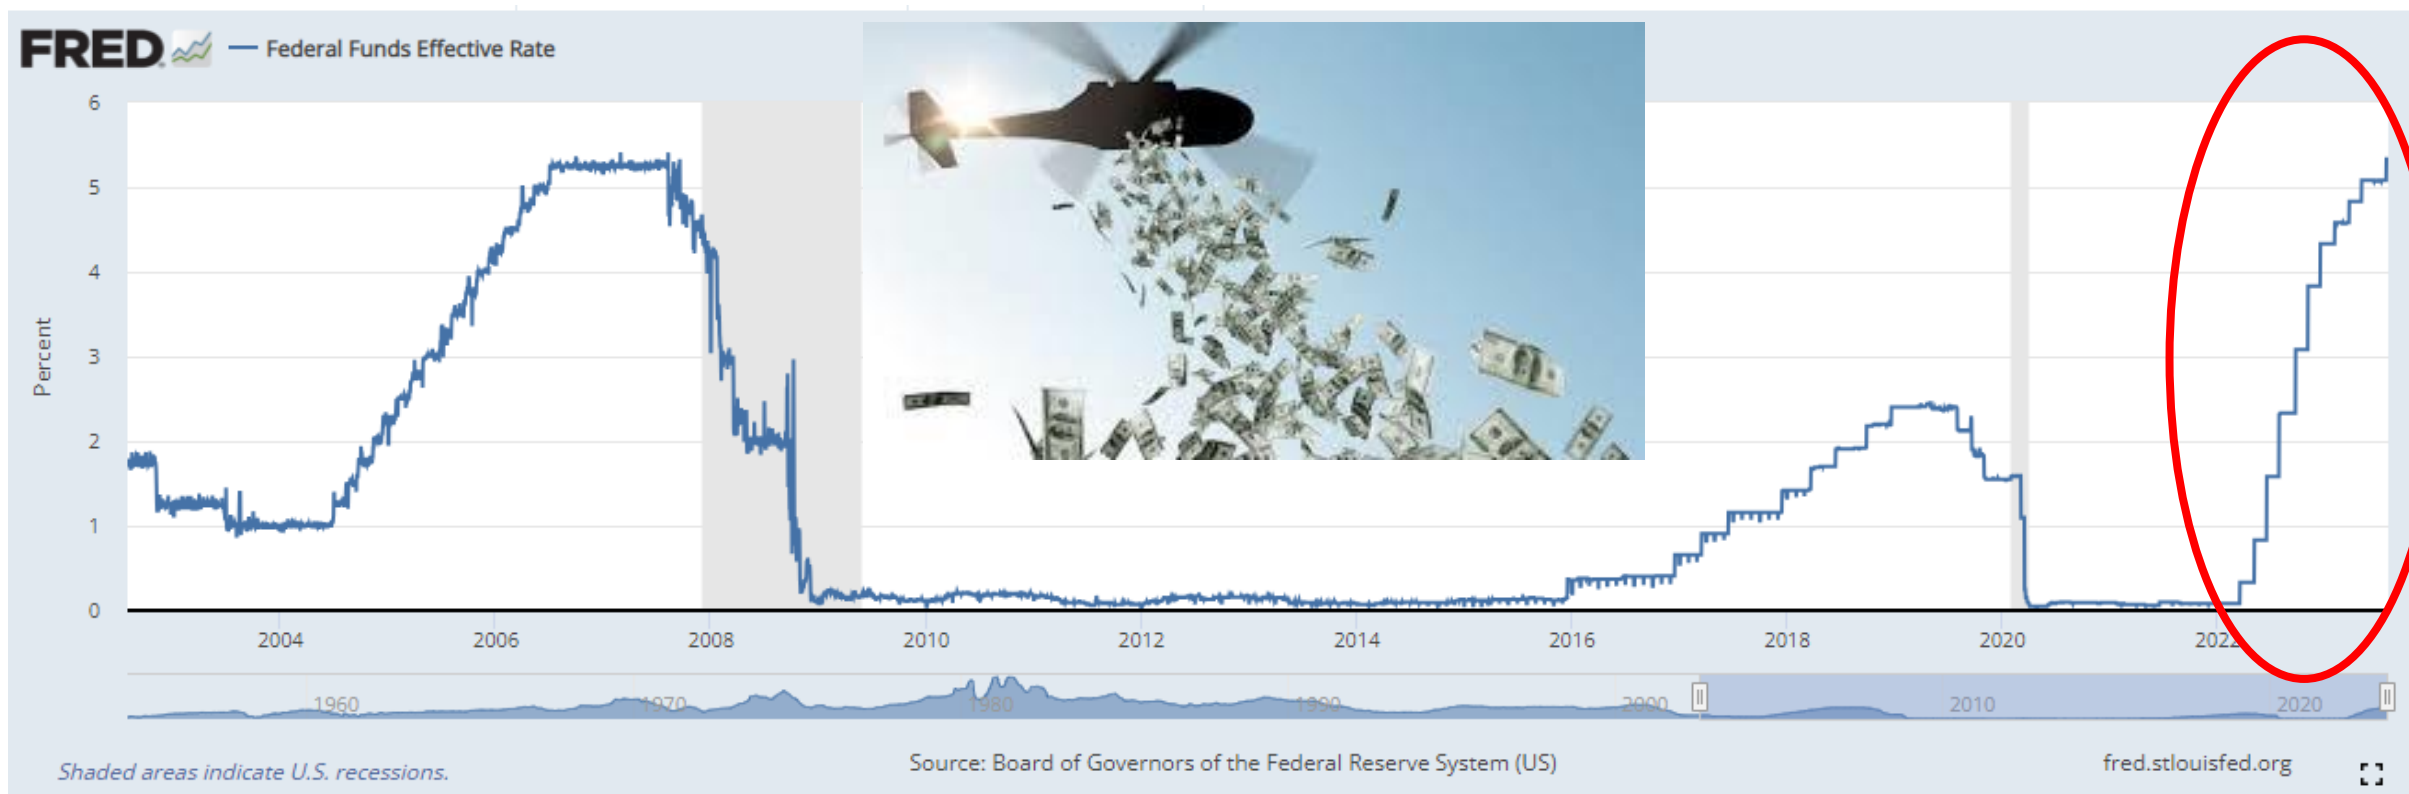 FRED
Federal Funds Effective Rate
6
5
4
3
2
1
0
Percent
2004 2006 2008 2010 2012 2014 2016 2018 2020 2022
1960 1970 1980 1990 2000 2010 2020
Shaded areas indicate U.S. recessions.
Source: Board of Governors of the Federal Reserve System (US)
fred.stlouisfed.org